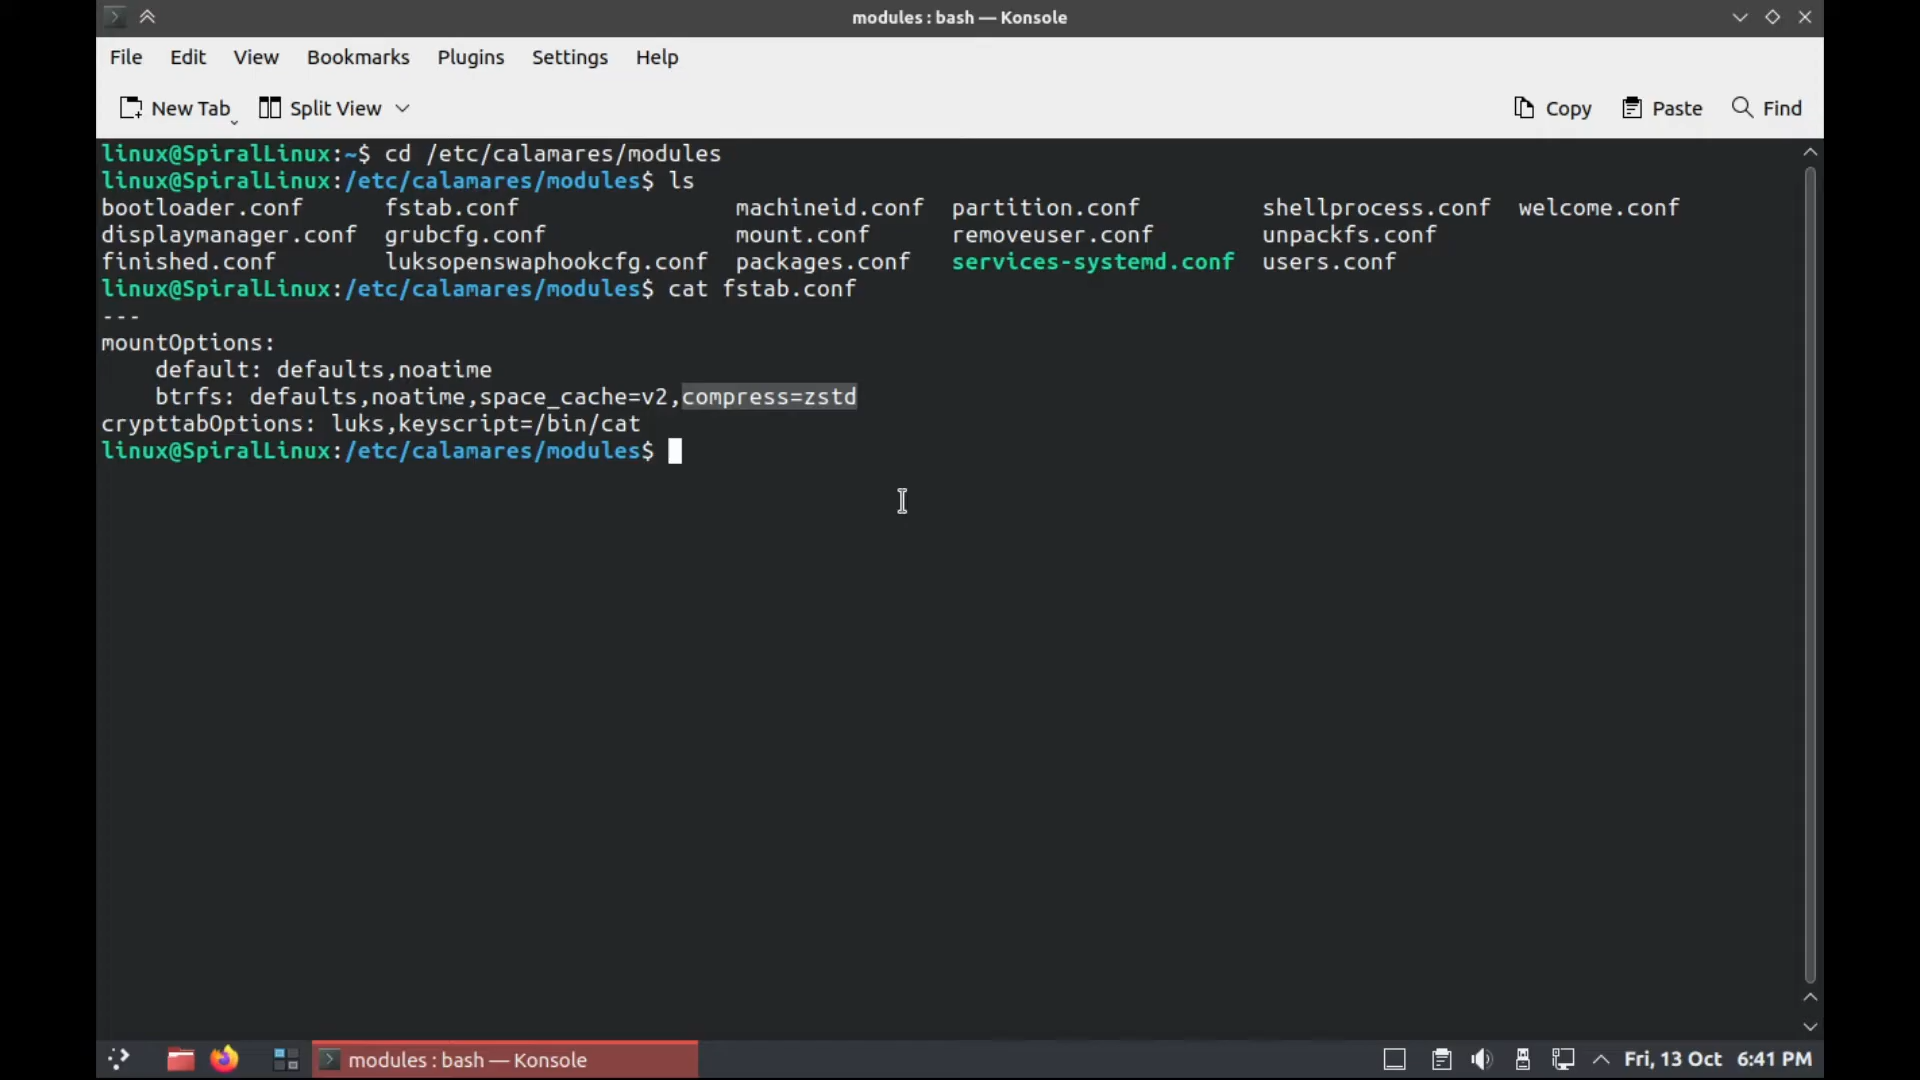 modules : bash — Konsole
File Edit View Bookmarks Plugins Settings Help
New Tab Split View Copy Paste Find
linux@SpiralLinux:~$ cd /etc/calamares/modules
linux@SpiralLinux:/etc/calamares/modules$ ls
bootloader.conf fstab.conf machineid.conf partition.conf shellprocess.conf welcome.conf
displaymanager.conf grubcfg.conf mount.conf removeuser.conf unpackfs.conf
finished.conf luksopenswaphookcfg.conf packages.conf services-systemd.conf users.conf
linux@SpiralLinux:/etc/calamares/modules$ cat fstab.conf
---
mountOptions:
    default: defaults,noatime
    btrfs: defaults,noatime,space_cache=v2,compress=zstd
crypttabOptions: luks,keyscript=/bin/cat
linux@SpiralLinux:/etc/calamares/modules$
modules : bash — Konsole Fri, 13 Oct 6:41 PM